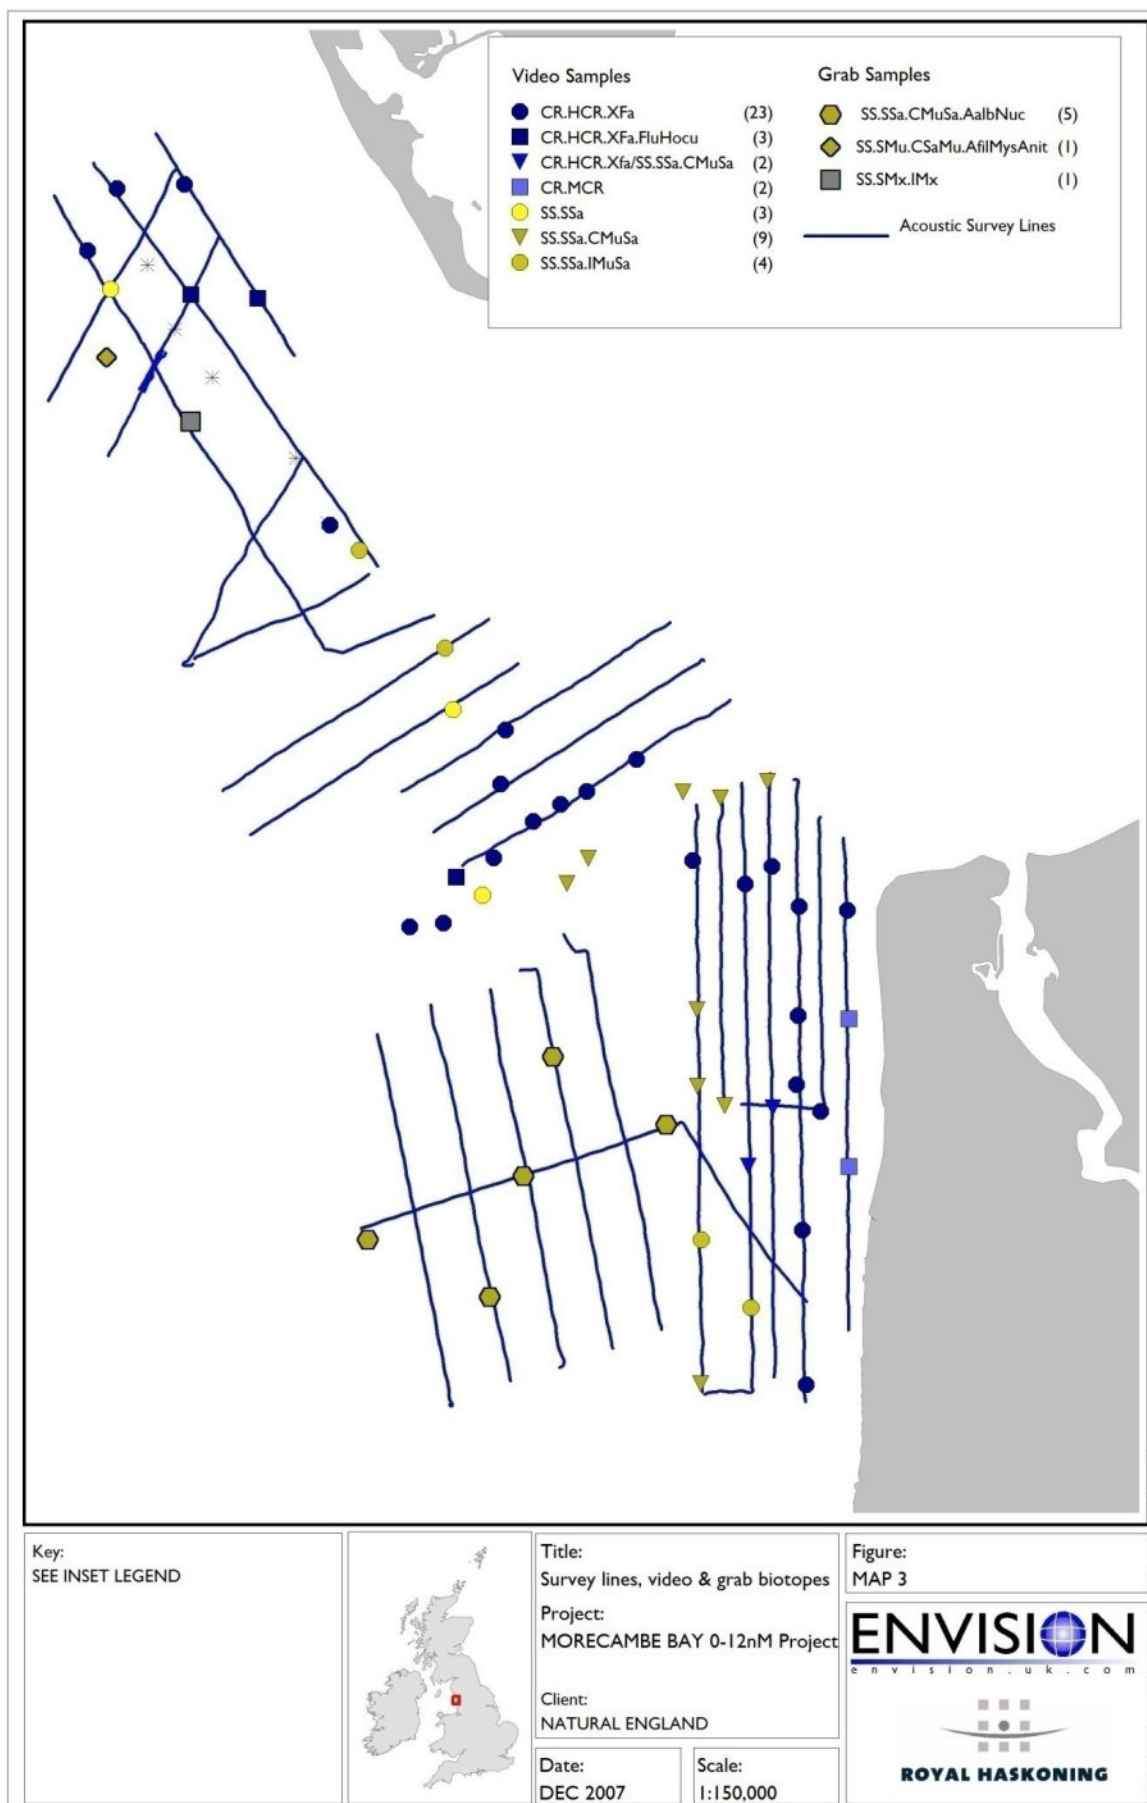 Video Samples
CR.HCR.XFa (23)
CR.HCR.XFa.FluHocu (3)
CR.HCR.Xfa/SS.SSa.CMuSa (2)
CR.MCR (2)
SS.SSa (3)
SS.SSa.CMuSa (9)
SS.SSa.IMuSa (4)
Grab Samples
SS.SSa.CMuSa.AalbNuc (5)
SS.SMu.CSaMu.AfilMysAnit (1)
SS.SMx.IMx (1)
Acoustic Survey Lines
Key:
SEE INSET LEGEND
Title:
Survey lines, video & grab biotopes
Project:
MORECAMBE BAY 0-12nM Project
Client:
NATURAL ENGLAND
Date:
DEC 2007
Scale:
1:150,000
Figure:
MAP 3
ENVISION
envision.uk.com
ROYAL HASKONING